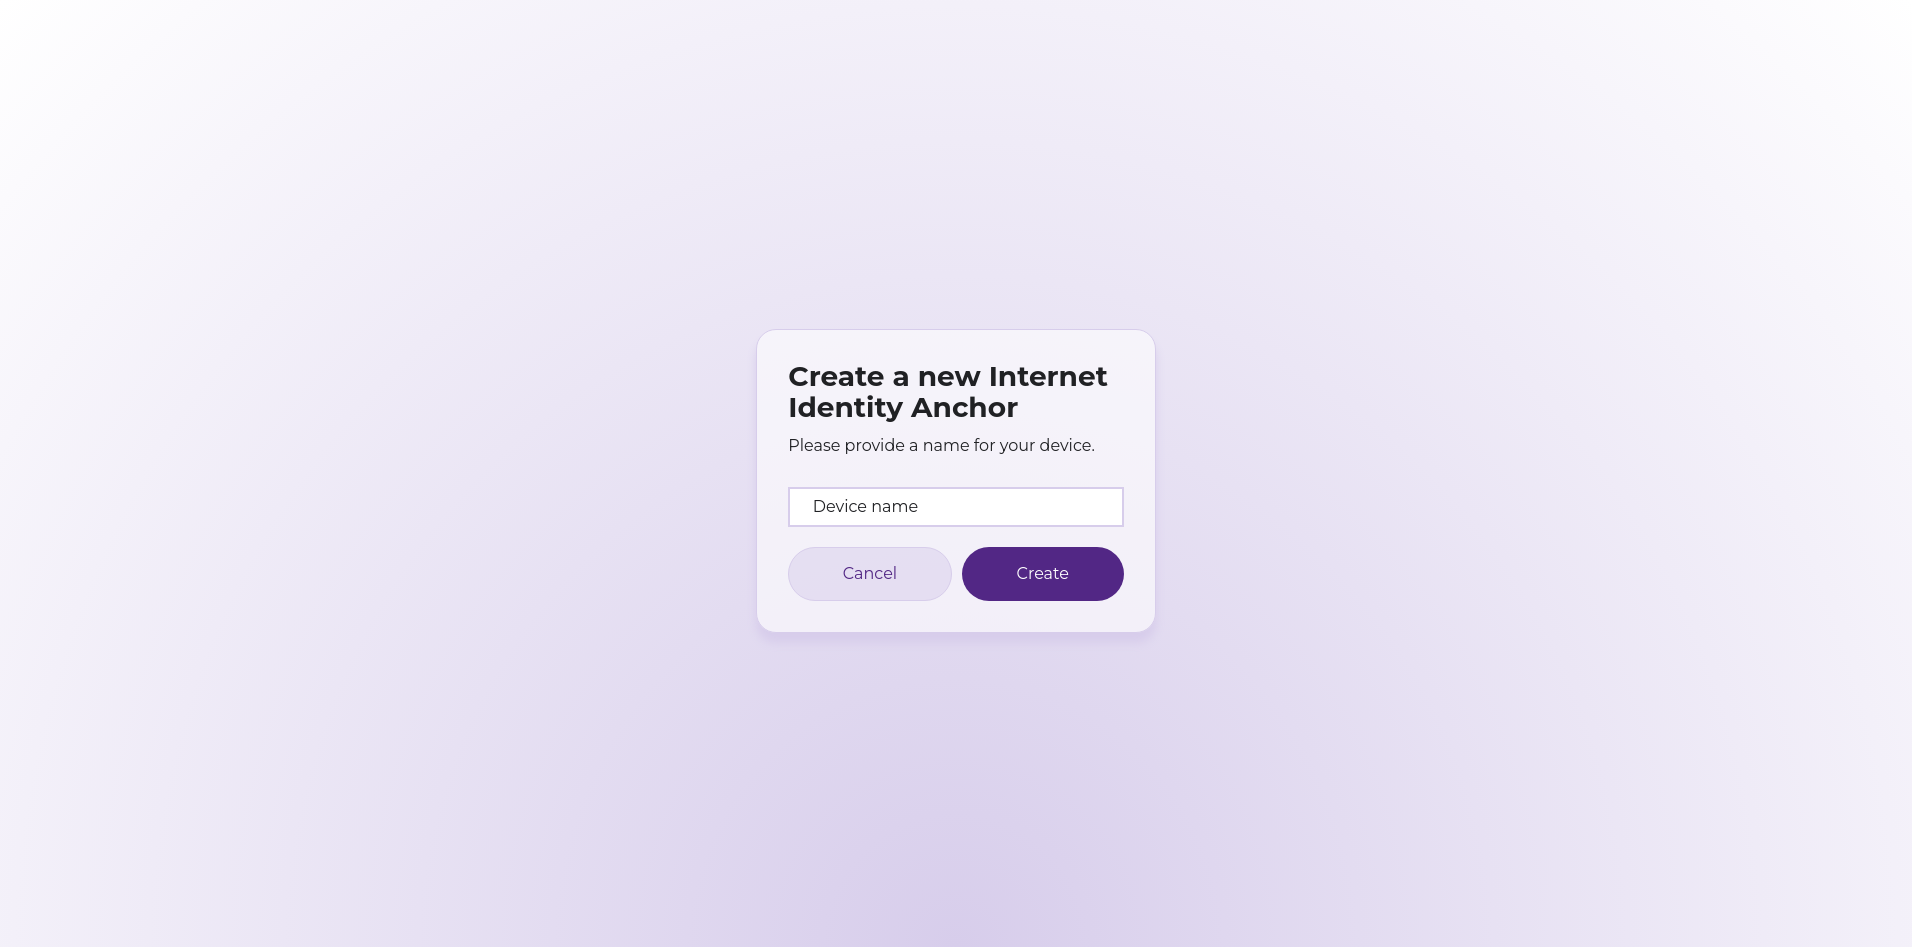 Create a new Internet
Identity Anchor
Please provide a name for your device.
Device name
Cancel
Create